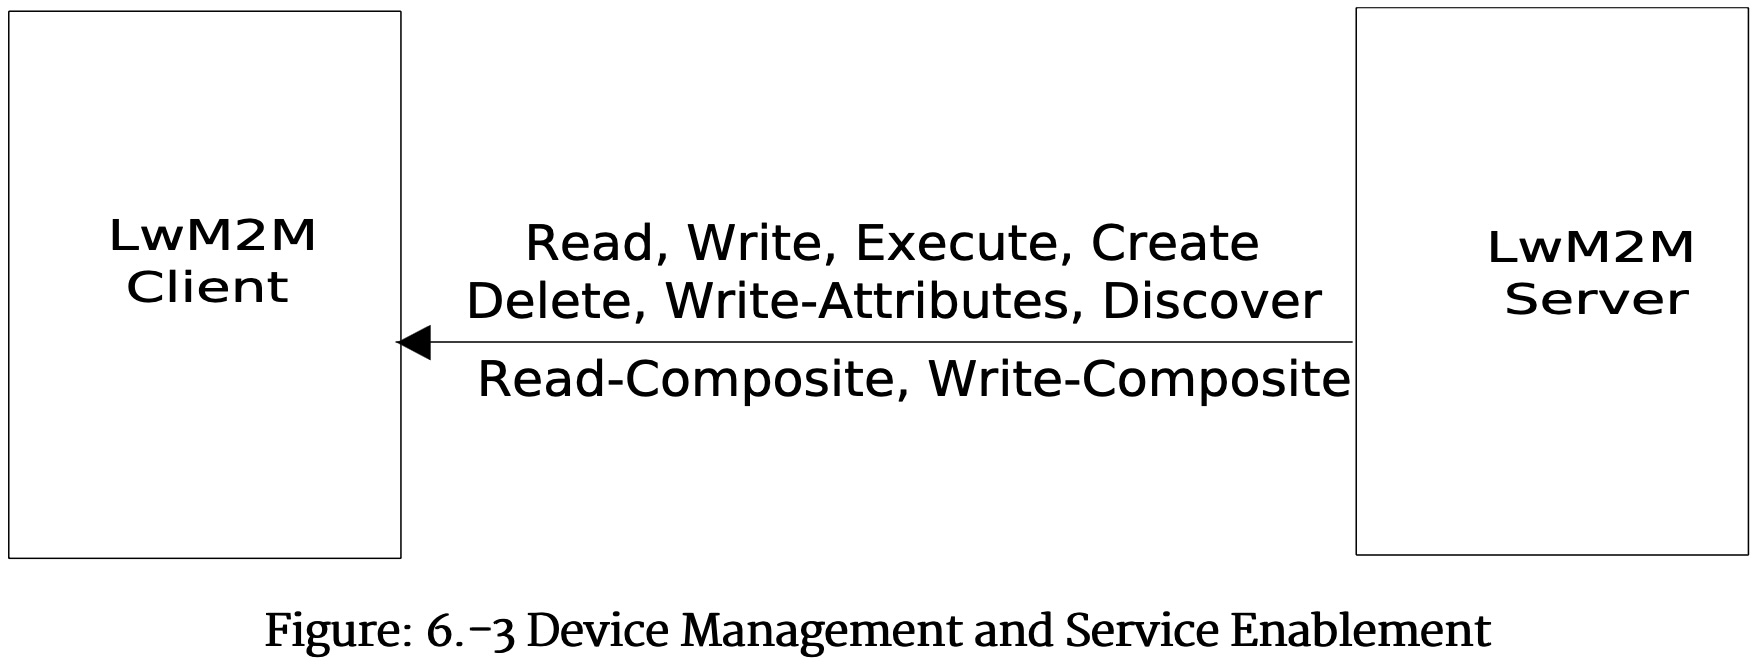 LwM2M
Client
Read, Write, Execute, Create
Delete, Write-Attributes, Discover
Read-Composite, Write-Composite
LwM2M
Server
Figure: 6.-3 Device Management and Service Enablement